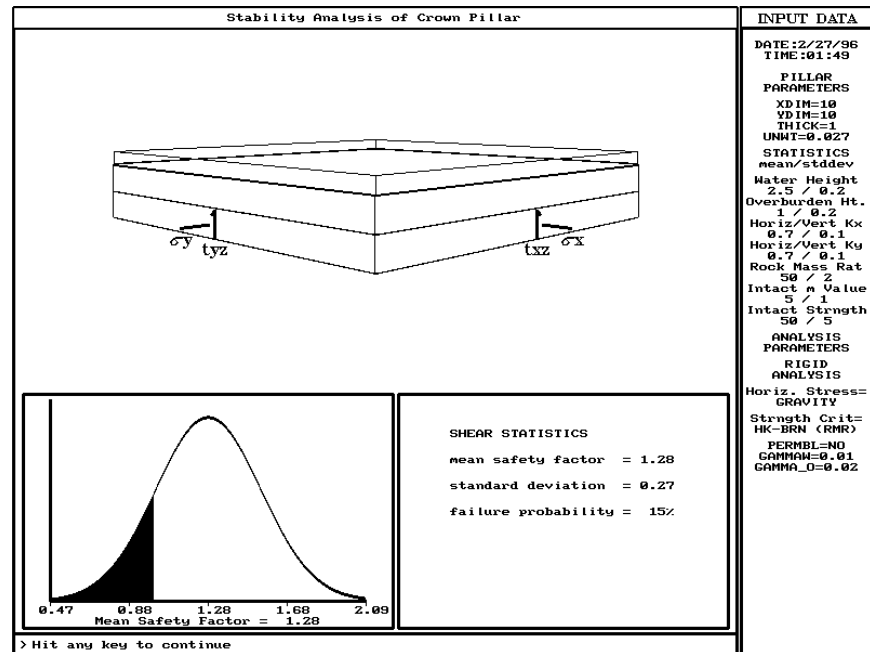 Stability Analysis of Crown Pillar
σy
tyz
txz
σx
0.47 0.88 1.28 1.68 2.09
Mean Safety Factor = 1.28
SHEAR STATISTICS
mean safety factor = 1.28
standard deviation = 0.27
failure probability = 15%
>Hit any key to continue
INPUT DATA
DATE:2/27/96
TIME:01:49
PILLAR
PARAMETERS
XDIM=10
YDIM=10
THICK=1
UNWT=0.027
STATISTICS
mean/stddev
Water Height
2.5 / 0.2
Overburden Ht.
1 / 0.2
Horiz/Vert Kx
0.7 / 0.1
Horiz/Vert Ky
0.7 / 0.1
Rock Mass Rat
50 / 2
Intact m Value
5 / 1
Intact Strngth
50 / 5
ANALYSIS
PARAMETERS
RIGID
ANALYSIS
Horiz. Stress=
GRAVITY
Strngth Crit=
HK-BRN (RMR)
PERMBL=NO
GAMMAW=0.01
GAMMA_O=0.02